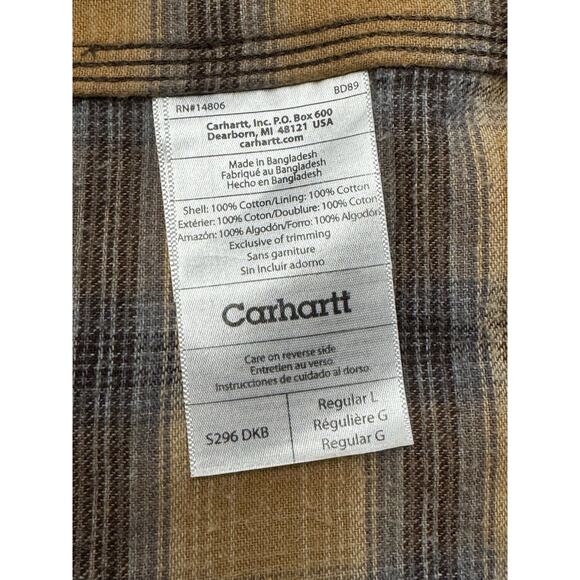 RN#14806 BD89
Carhartt, Inc. P.O. Box 600
Dearborn, MI 48121 USA
carhartt.com
Made in Bangladesh
Fabriqué au Bangladesh
Hecho en Bangladesh
Shell: 100% Cotton/Lining: 100% Cotton
Extérier: 100% Coton/Doublure: 100% Coton
Amazón: 100% Algodón/Forro: 100% Algodón
Exclusive of trimming
Sans garniture
Sin Incluir adorno
Carhartt
Care on reverse side
Entretien au verso.
Instrucciones de cuidado al dorso.
S296 DKB
Regular L
Régulière G
Regular G